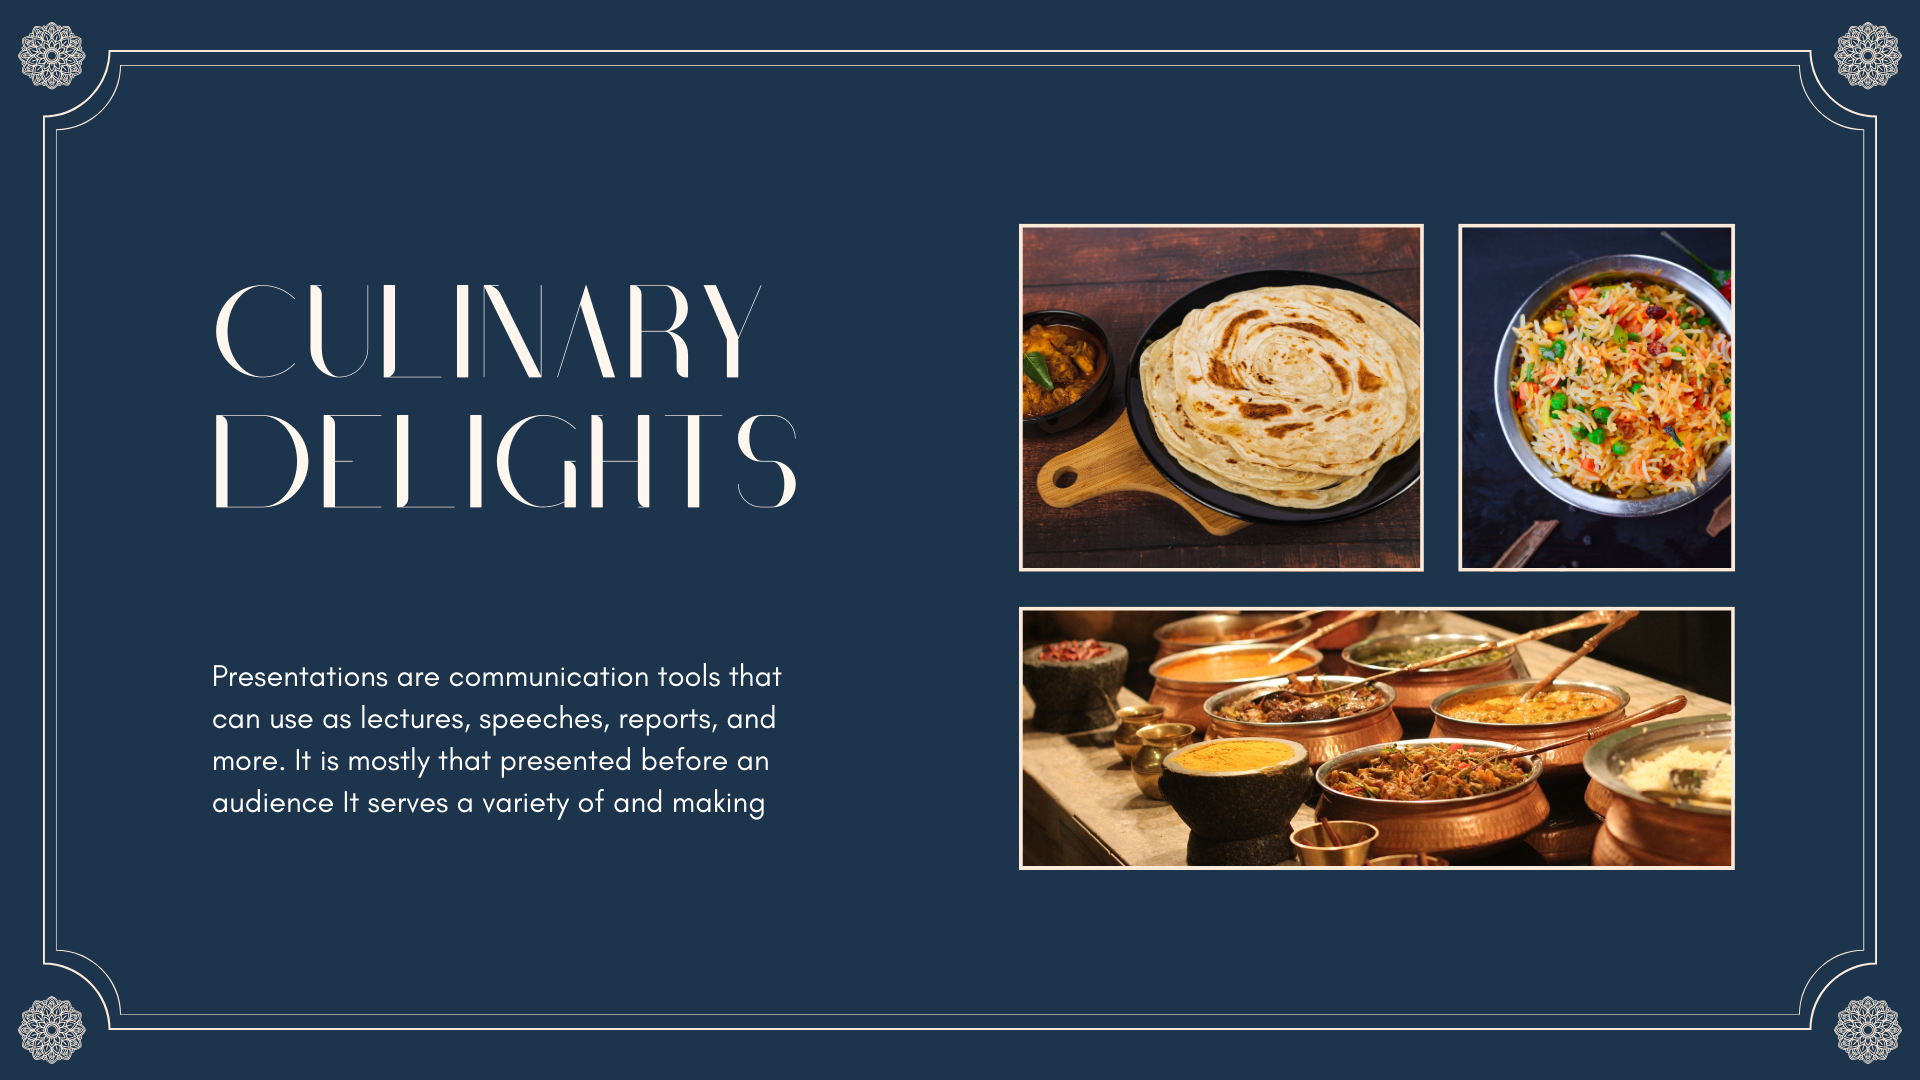 CULINARY
DELIGHTS
Presentations are communication tools that
can use as lectures, speeches, reports, and
more. It is mostly that presented before an
audience It serves a variety of and making